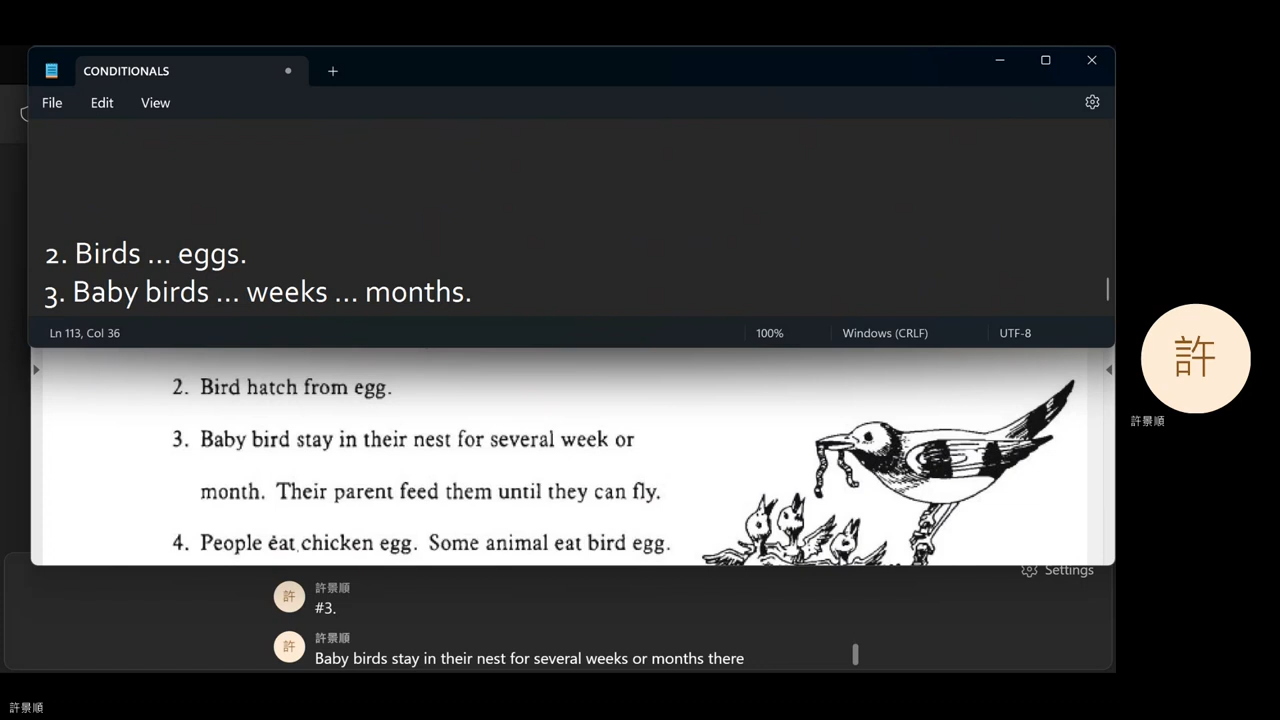 CONDITIONALS
File Edit View
2. Birds ... eggs.
3. Baby birds ... weeks ... months.
Ln 113, Col 36 100% Windows (CRLF) UTF-8
2. Bird hatch from egg.
3. Baby bird stay in their nest for several week or
month. Their parent feed them until they can fly.
4. People eat chicken egg. Some animal eat bird egg.
Settings
許 許景順
#3.
許 許景順
Baby birds stay in their nest for several weeks or months there
許
許景順
許景順